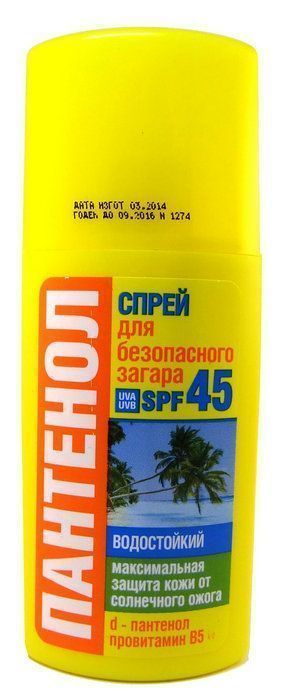 ДАТА ИЗГОТ 03.2014
ГОДЕН ДО 09.2016 N 1274
ПАНТЕНОЛ
СПРЕЙ
для
безопасного
загара
UVA
UVB
SPF 45
ВОДОСТОЙКИЙ
максимальная
защита кожи от
солнечного ожога
d - пантенол
провитамин В5